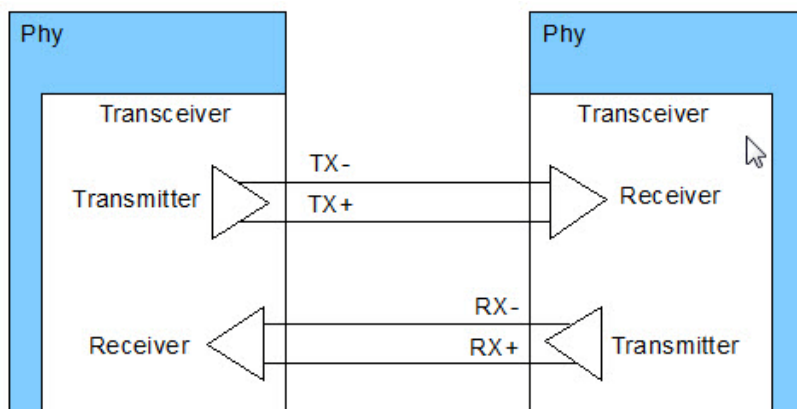 Phy
Phy
Transceiver
Transceiver
TX-
Transmitter
TX+
Receiver
RX-
Receiver
RX+
Transmitter